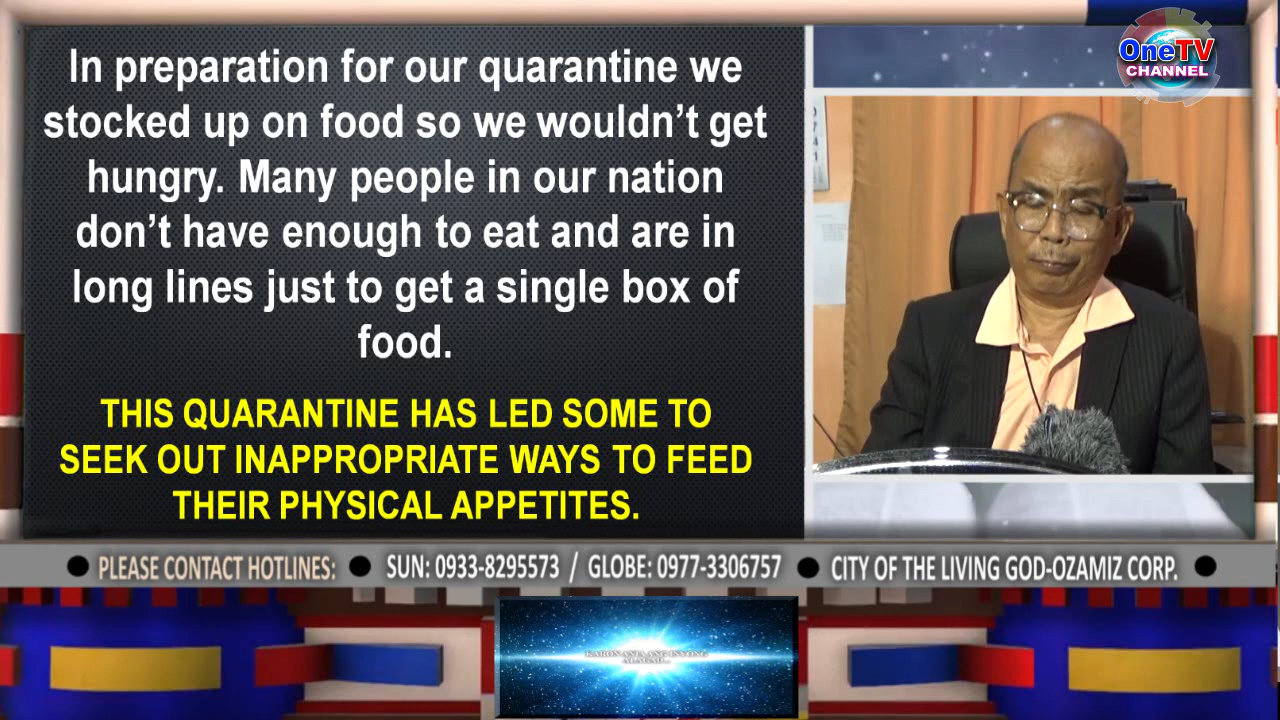 In preparation for our quarantine we
stocked up on food so we wouldn’t get
hungry. Many people in our nation
don’t have enough to eat and are in
long lines just to get a single box of
food.
THIS QUARANTINE HAS LED SOME TO
SEEK OUT INAPPROPRIATE WAYS TO FEED
THEIR PHYSICAL APPETITES.
OneTV
CHANNEL
PLEASE CONTACT HOTLINES: ● SUN: 0933-8295573 / GLOBE: 0977-3306757 ● CITY OF THE LIVING GOD-OZAMIZ CORP. ●